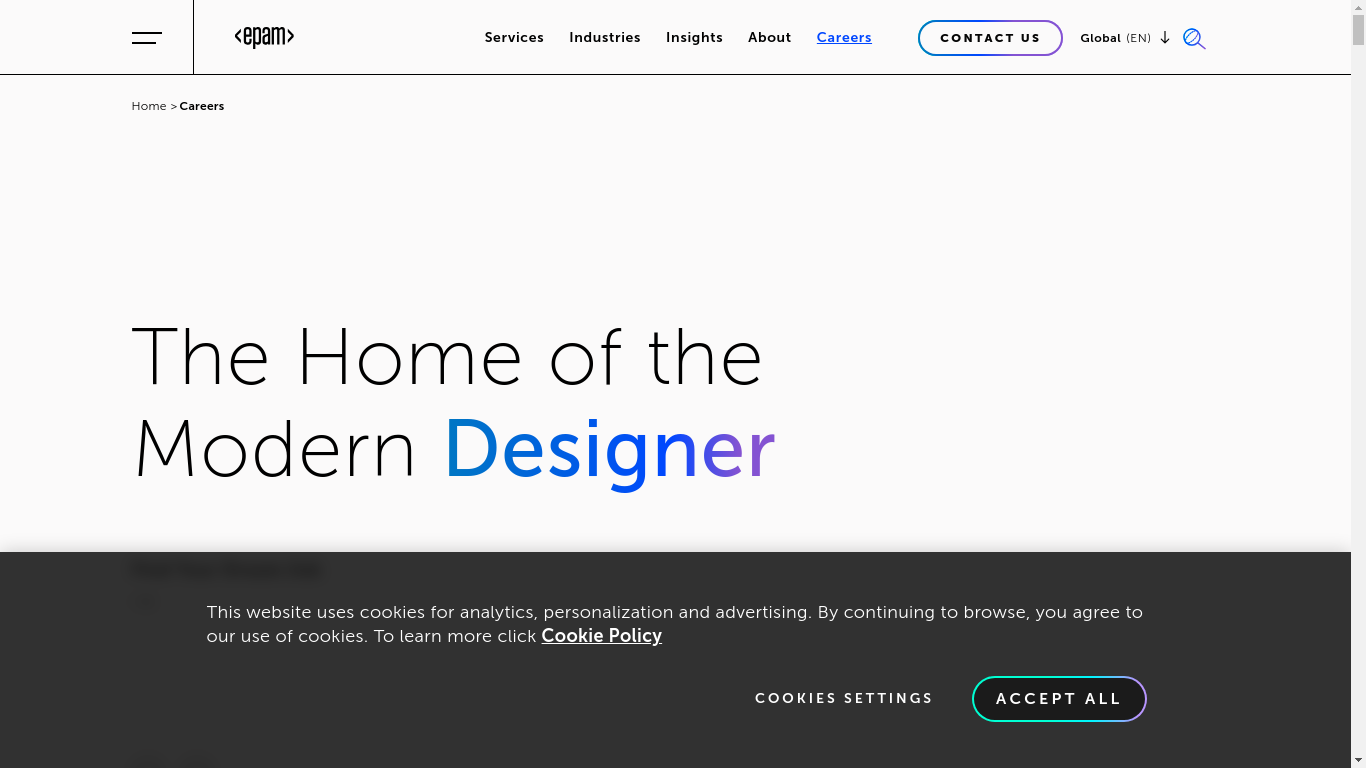 <epam>
Services Industries Insights About Careers
CONTACT US
Global (EN)
Home > Careers
The Home of the
Modern Designer
This website uses cookies for analytics, personalization and advertising. By continuing to browse, you agree to
our use of cookies. To learn more click Cookie Policy
COOKIES SETTINGS
ACCEPT ALL